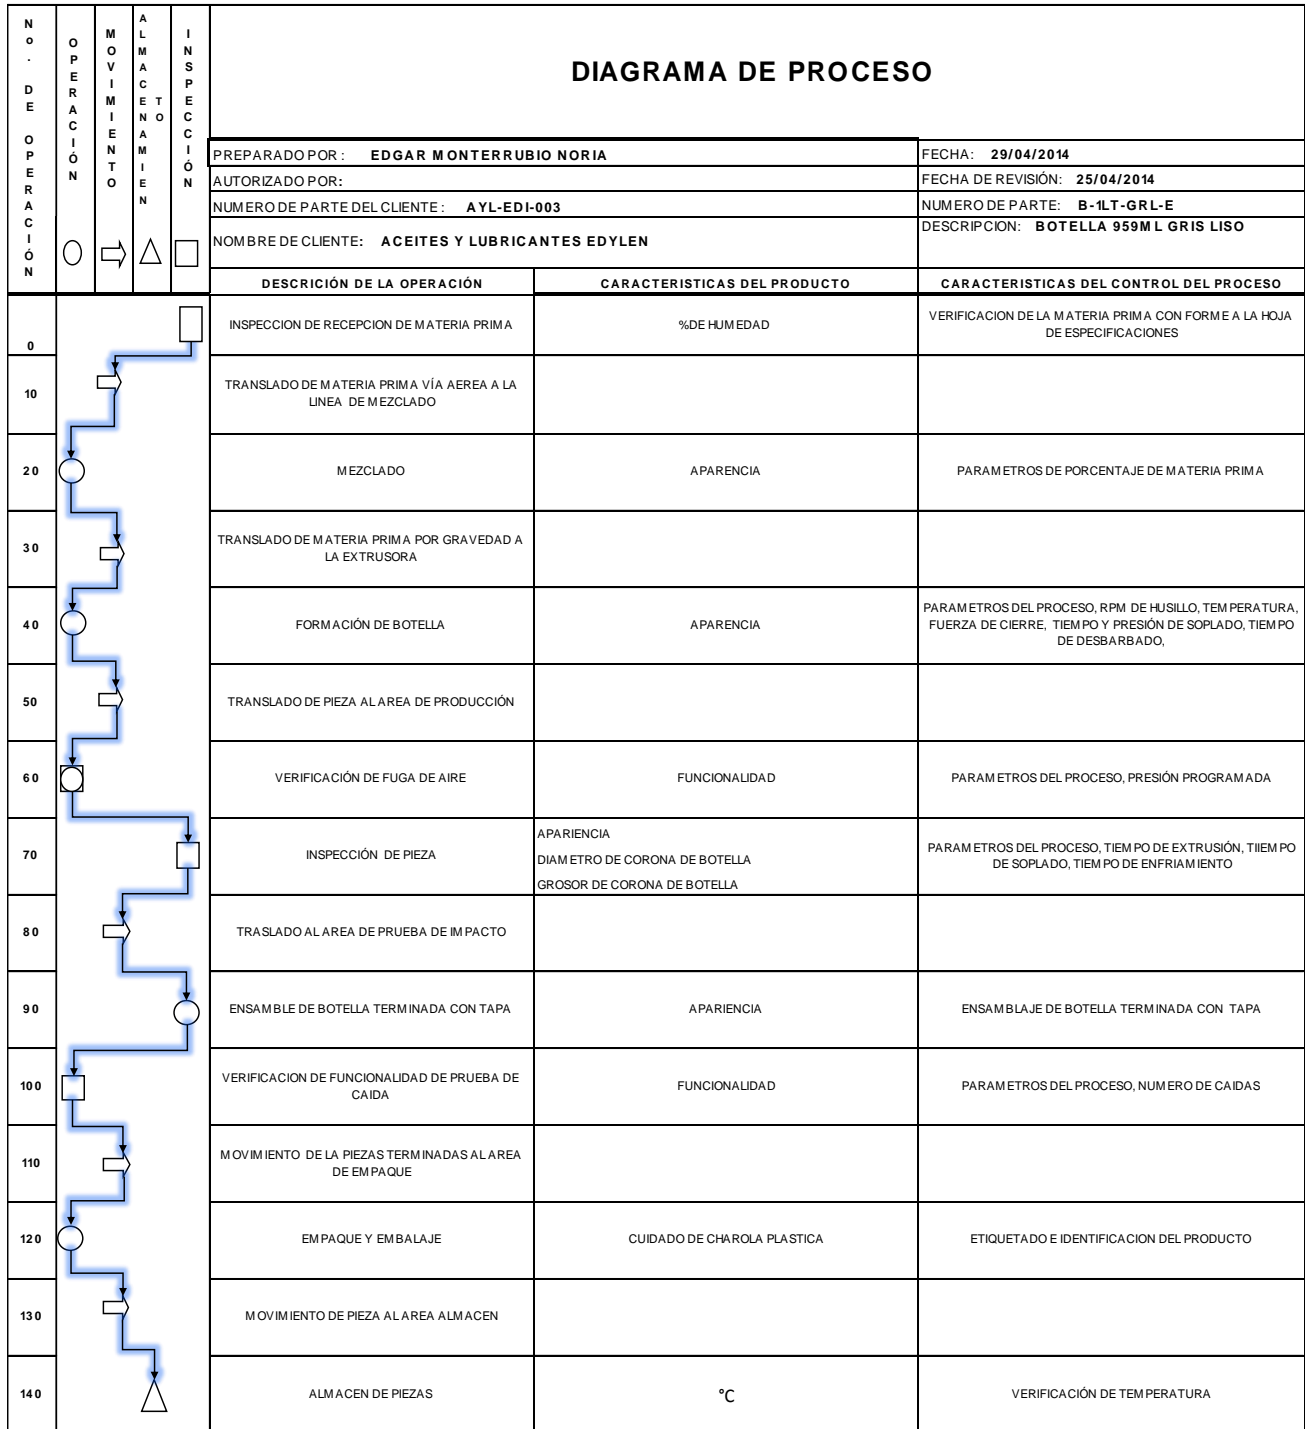 No. DE OPERACIÓN
OPERACIÓN
MOVIMIENTO
ALMACENAMIENTO
INSPECCIÓN
DIAGRAMA DE PROCESO
PREPARADO POR : EDGAR MONTERRUBIO NORIA
FECHA: 29/04/2014
AUTORIZADO POR:
FECHA DE REVISIÓN: 25/04/2014
NUMERO DE PARTE DEL CLIENTE : AYL-EDI-003
NUMERO DE PARTE: B-1LT-GRL-E
NOMBRE DE CLIENTE: ACEITES Y LUBRICANTES EDYLEN
DESCRIPCION: BOTELLA 959ML GRIS LISO
DESCRICIÓN DE LA OPERACIÓN
CARACTERISTICAS DEL PRODUCTO
CARACTERISTICAS DEL CONTROL DEL PROCESO
0
INSPECCION DE RECEPCION DE MATERIA PRIMA
%DE HUMEDAD
VERIFICACION DE LA MATERIA PRIMA CON FORME A LA HOJA
DE ESPECIFICACIONES
10
TRANSLADO DE MATERIA PRIMA VÍA AEREA A LA
LINEA DE MEZCLADO
20
MEZCLADO
APARENCIA
PARAMETROS DE PORCENTAJE DE MATERIA PRIMA
30
TRANSLADO DE MATERIA PRIMA POR GRAVEDAD A
LA EXTRUSORA
40
FORMACIÓN DE BOTELLA
APARENCIA
PARAMETROS DEL PROCESO, RPM DE HUSILLO, TEMPERATURA,
FUERZA DE CIERRE, TIEMPO Y PRESIÓN DE SOPLADO, TIEMPO
DE DESBARBADO,
50
TRANSLADO DE PIEZA AL AREA DE PRODUCCIÓN
60
VERIFICACIÓN DE FUGA DE AIRE
FUNCIONALIDAD
PARAMETROS DEL PROCESO, PRESIÓN PROGRAMADA
70
INSPECCIÓN DE PIEZA
APARIENCIA
DIAMETRO DE CORONA DE BOTELLA
GROSOR DE CORONA DE BOTELLA
PARAMETROS DEL PROCESO, TIEMPO DE EXTRUSIÓN, TIIEMPO
DE SOPLADO, TIEMPO DE ENFRIAMIENTO
80
TRASLADO AL AREA DE PRUEBA DE IMPACTO
90
ENSAMBLE DE BOTELLA TERMINADA CON TAPA
APARIENCIA
ENSAMBLAJE DE BOTELLA TERMINADA CON TAPA
100
VERIFICACION DE FUNCIONALIDAD DE PRUEBA DE
CAIDA
FUNCIONALIDAD
PARAMETROS DEL PROCESO, NUMERO DE CAIDAS
110
MOVIMIENTO DE LA PIEZAS TERMINADAS AL AREA
DE EMPAQUE
120
EMPAQUE Y EMBALAJE
CUIDADO DE CHAROLA PLASTICA
ETIQUETADO E IDENTIFICACION DEL PRODUCTO
130
MOVIMIENTO DE PIEZA AL AREA ALMACEN
140
ALMACEN DE PIEZAS
°C
VERIFICACIÓN DE TEMPERATURA